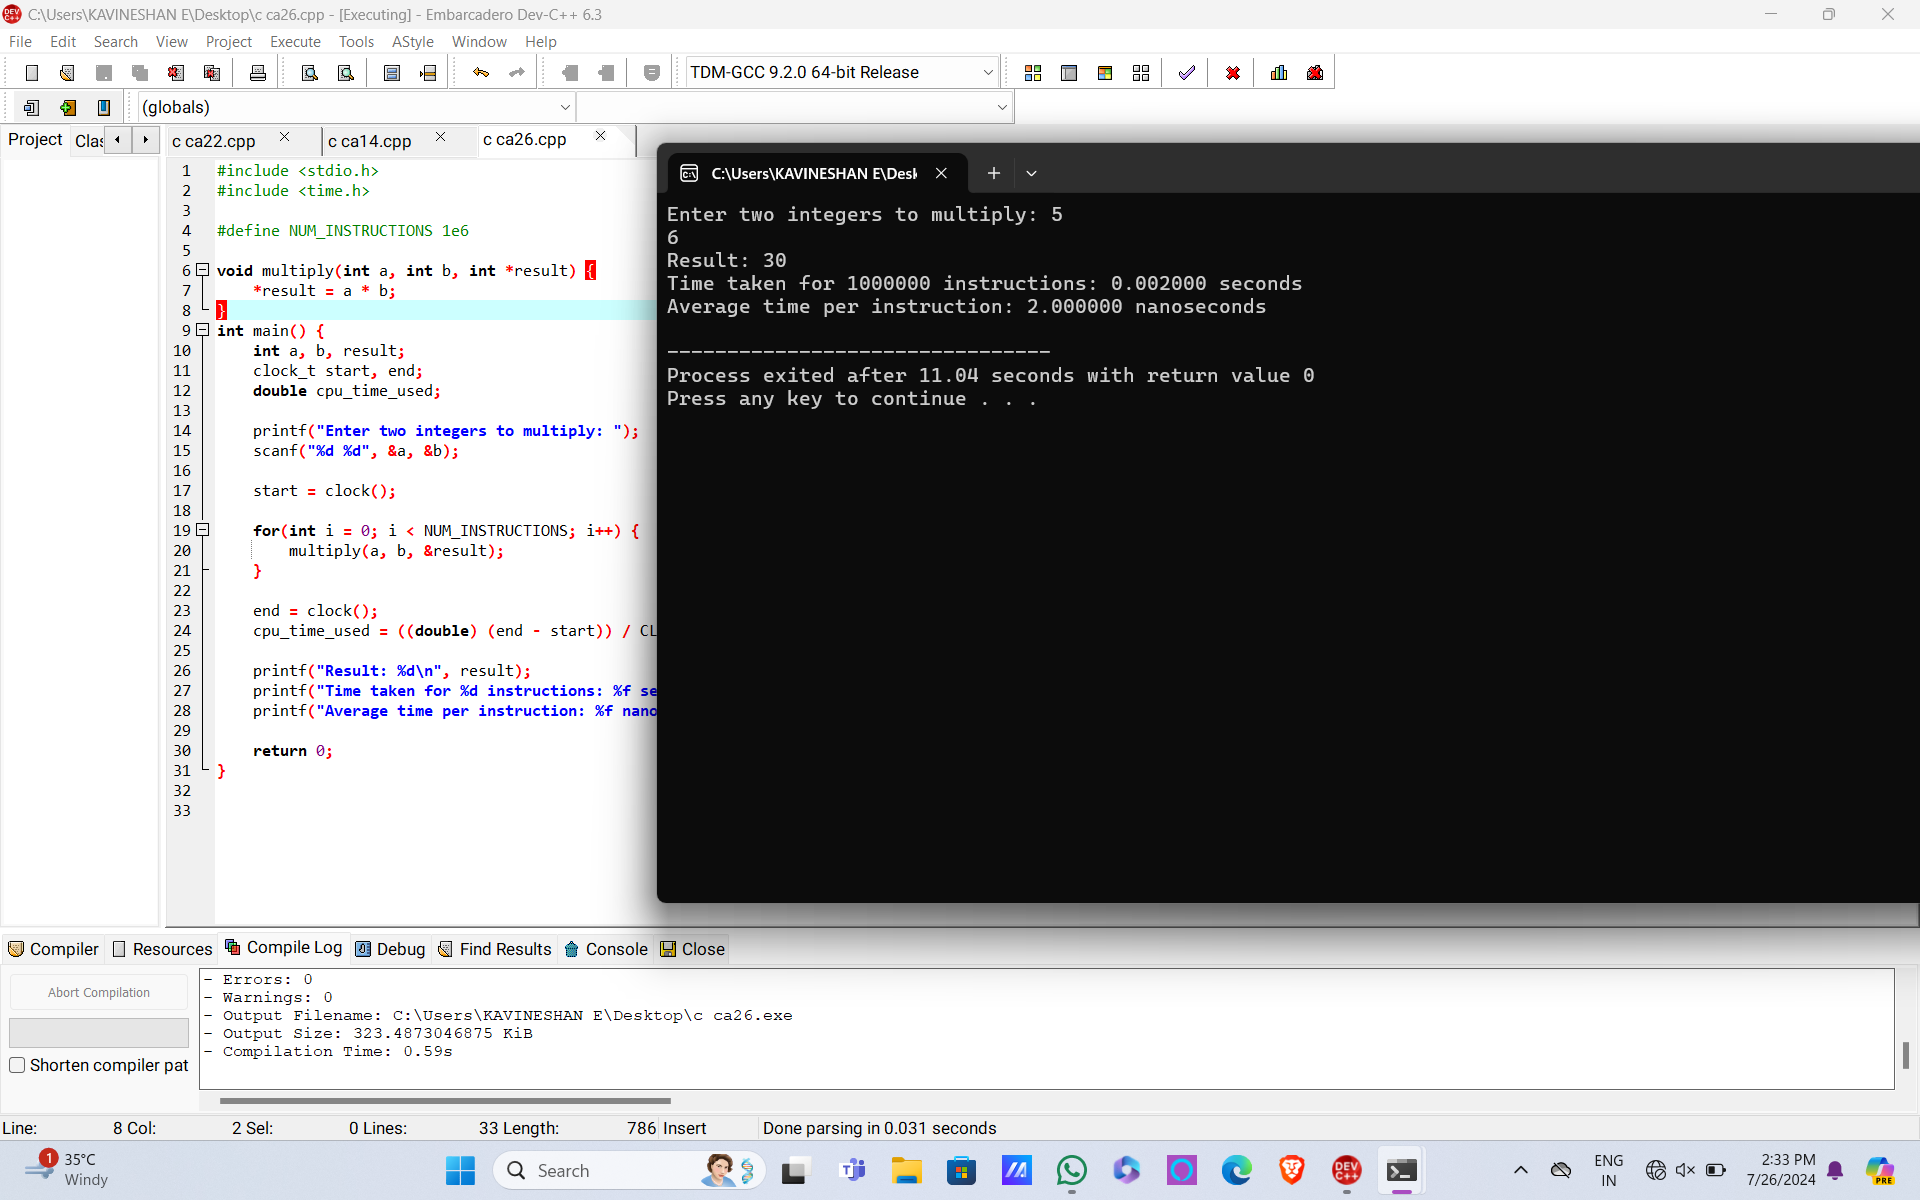 C:\Users\KAVINESHAN E\Desktop\c ca26.cpp - [Executing] - Embarcadero Dev-C++ 6.3
File Edit Search View Project Execute Tools AStyle Window Help
TDM-GCC 9.2.0 64-bit Release
(globals)
Project Clas c ca22.cpp c ca14.cpp c ca26.cpp
1 #include <stdio.h>
2 #include <time.h>
3
4 #define NUM_INSTRUCTIONS 1e6
5
6 void multiply(int a, int b, int *result) {
7 *result = a * b;
8 }
9 int main() {
10 int a, b, result;
11 clock_t start, end;
12 double cpu_time_used;
13
14 printf("Enter two integers to multiply: ");
15 scanf("%d %d", &a, &b);
16
17 start = clock();
18
19 for(int i = 0; i < NUM_INSTRUCTIONS; i++) {
20 multiply(a, b, &result);
21 }
22
23 end = clock();
24 cpu_time_used = ((double) (end - start)) / CL
25
26 printf("Result: %d\n", result);
27 printf("Time taken for %d instructions: %f se
28 printf("Average time per instruction: %f nano
29
30 return 0;
31 }
32
33
C:\Users\KAVINESHAN E\Desk
Enter two integers to multiply: 5
6
Result: 30
Time taken for 1000000 instructions: 0.002000 seconds
Average time per instruction: 2.000000 nanoseconds
--------------------------------
Process exited after 11.04 seconds with return value 0
Press any key to continue . . .
Compiler Resources Compile Log Debug Find Results Console Close
Abort Compilation
Shorten compiler pat
- Errors: 0
- Warnings: 0
- Output Filename: C:\Users\KAVINESHAN E\Desktop\c ca26.exe
- Output Size: 323.4873046875 KiB
- Compilation Time: 0.59s
Line: 8 Col: 2 Sel: 0 Lines: 33 Length: 786 Insert Done parsing in 0.031 seconds
1 35°C
Windy
Search
DEV C++
ENG
IN
2:33 PM
7/26/2024
PRE